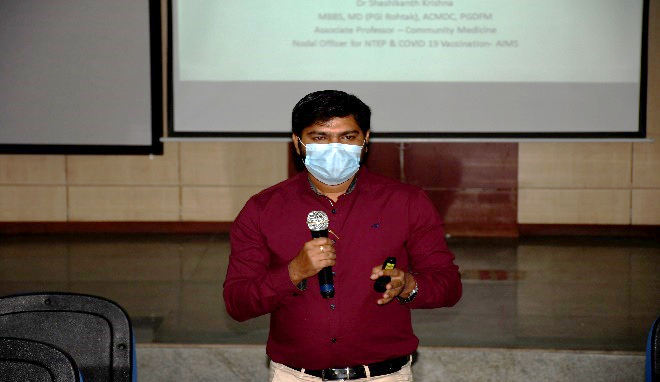 Dr Shashikanth Krishna
MBBS, MD (PGI Rohtak), ACMDC, PGDFM
Associate Professor – Community Medicine
Nodal Officer for NTEP & COVID 19 Vaccination- AIMS